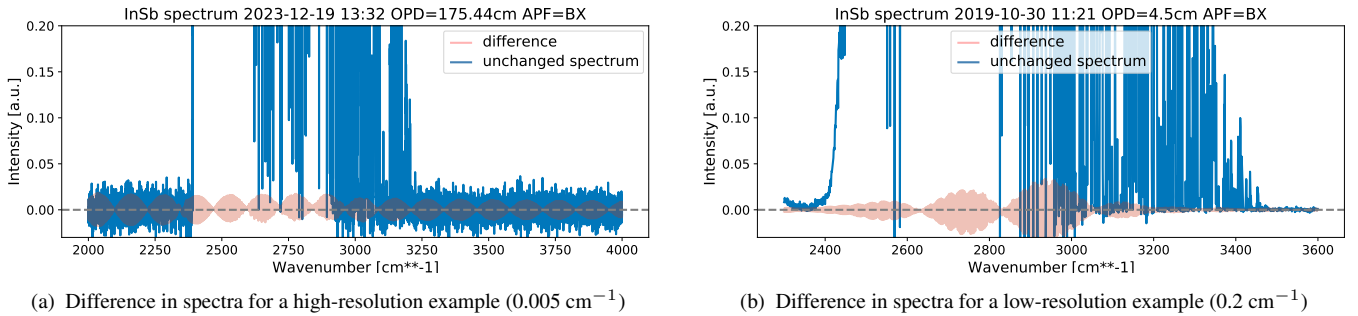 InSb spectrum 2023-12-19 13:32 OPD=175.44cm APF=BX
0.20
0.15
0.10
0.05
0.00
Intensity [a.u.]
difference
unchanged spectrum
2000 2250 2500 2750 3000 3250 3500 3750 4000
Wavenumber [cm**-1]
(a) Difference in spectra for a high-resolution example (0.005 cm⁻¹)
InSb spectrum 2019-10-30 11:21 OPD=4.5cm APF=BX
0.20
0.15
0.10
0.05
0.00
Intensity [a.u.]
difference
unchanged spectrum
2400 2600 2800 3000 3200 3400 3600
Wavenumber [cm**-1]
(b) Difference in spectra for a low-resolution example (0.2 cm⁻¹)